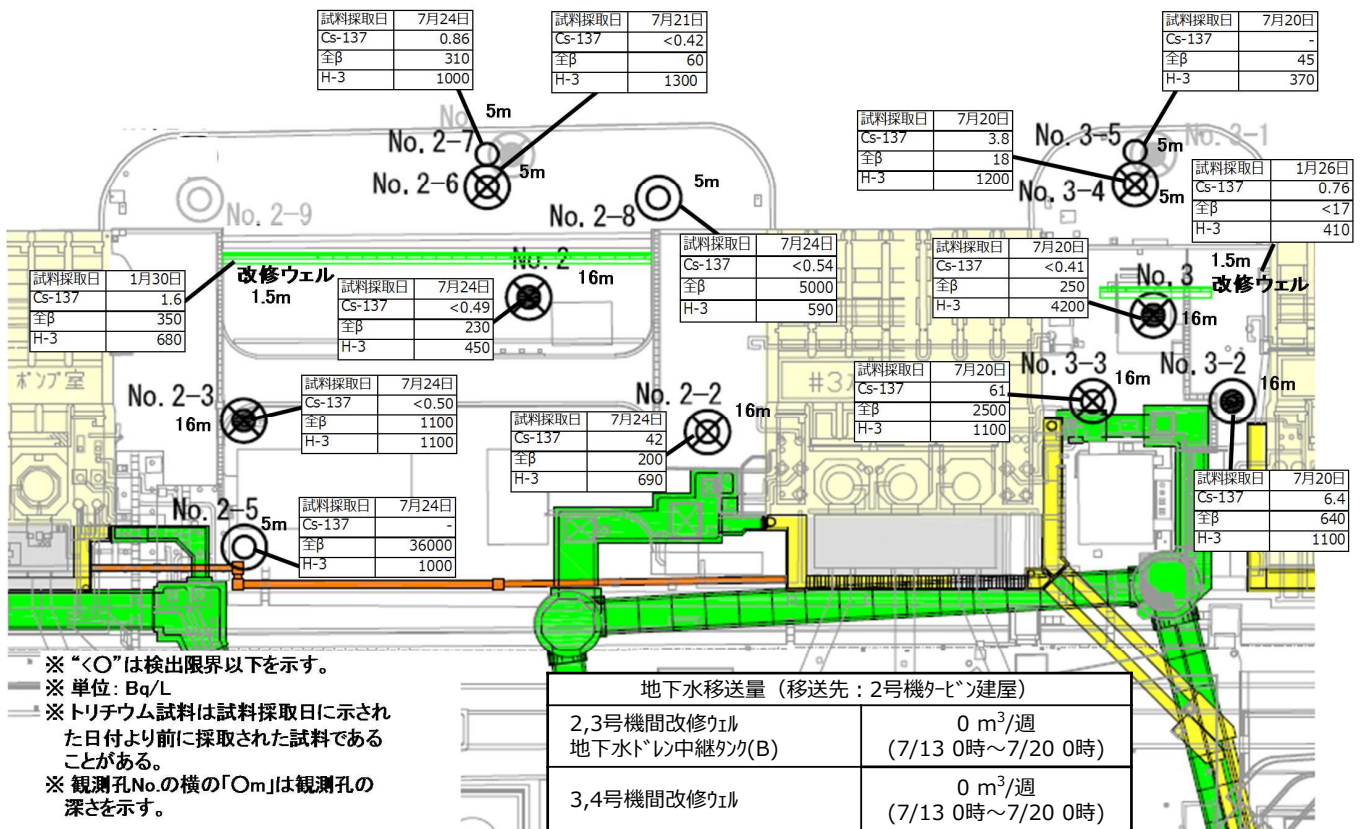 試料採取日 7月24日
Cs-137 0.86
全β 310
H-3 1000
試料採取日 7月21日
Cs-137 <0.42
全β 60
H-3 1300
試料採取日 7月20日
Cs-137 -
全β 45
H-3 370
No. 5m
No. 2-7
No. 2-6 5m
No. 2-9
No. 2-8 5m
試料採取日 7月20日
Cs-137 3.8
全β 18
H-3 1200
No. 3-5 5m No. 3-1
No. 3-4 5m
試料採取日 1月26日
Cs-137 0.76
全β <17
H-3 410
試料採取日 1月30日
Cs-137 1.6
全β 350
H-3 680
改修ウェル
1.5m
No. 2
16m
試料採取日 7月24日
Cs-137 <0.49
全β 230
H-3 450
試料採取日 7月24日
Cs-137 <0.54
全β 5000
H-3 590
試料採取日 7月20日
Cs-137 <0.41
全β 250
H-3 4200
1.5m
改修ウェル
No. 3
16m
ポンプ室
No. 2-3
16m
試料採取日 7月24日
Cs-137 <0.50
全β 1100
H-3 1100
No. 2-2
16m
試料採取日 7月24日
Cs-137 42
全β 200
H-3 690
#3
試料採取日 7月20日
Cs-137 61
全β 2500
H-3 1100
No. 3-3
16m
No. 3-2
16m
試料採取日 7月20日
Cs-137 6.4
全β 640
H-3 1100
No. 2-5
5m
試料採取日 7月24日
Cs-137 -
全β 36000
H-3 1000
※ “<〇”は検出限界以下を示す。
※ 単位: Bq/L
※ トリチウム試料は試料採取日に示され
た日付より前に採取された試料である
ことがある。
※ 観測孔No.の横の「〇m」は観測孔の
深さを示す。
地下水移送量（移送先：2号機ﾀｰﾋﾞﾝ建屋）
2,3号機間改修ｳｪﾙ
地下水ﾄﾞﾚﾝ中継ﾀﾝｸ(B)
0 m³/週
(7/13 0時～7/20 0時)
3,4号機間改修ｳｪﾙ
0 m³/週
(7/13 0時～7/20 0時)